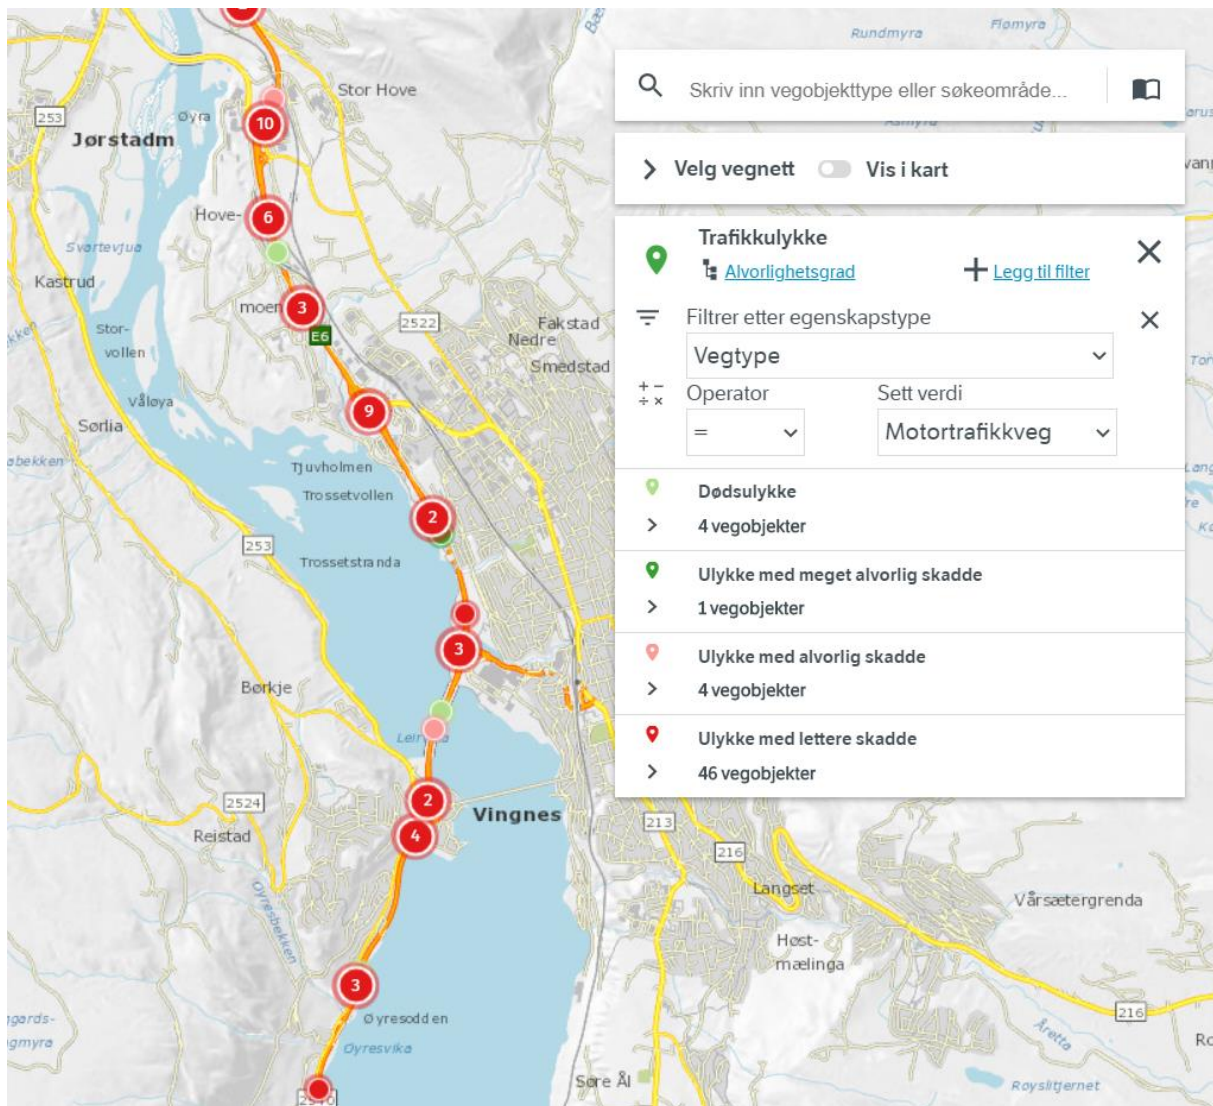 Flomyra
Rundmyra
Stor Hove
253
Øyra
10
Jørstadm
Hove-
6
Svartevjua
Kastrud
moen
3
E6
2522
Fakstad
Nedre
Smedstad
Stor-
vollen
Våløya
Sørlia
9
Tjuvholmen
Trossetvollen
2
253
Trossetstranda
3
Børkje
2
Vingnes
2524
Reistad
4
Øyresbekken
3
Øyresodden
Øyresvika
213
216
Langset
Vårsætergrenda
Høst-
mælinga
216
Åretta
Søre Ål
Røyslitjernet
Skriv inn vegobjekttype eller søkeområde...
Velg vegnett
Vis i kart
Trafikkulykke
Alvorlighetsgrad
Legg til filter
Filtrer etter egenskapstype
Vegtype
Operator
Sett verdi
=
Motortrafikkveg
Dødsulykke
4 vegobjekter
Ulykke med meget alvorlig skadde
1 vegobjekter
Ulykke med alvorlig skadde
4 vegobjekter
Ulykke med lettere skadde
46 vegobjekter